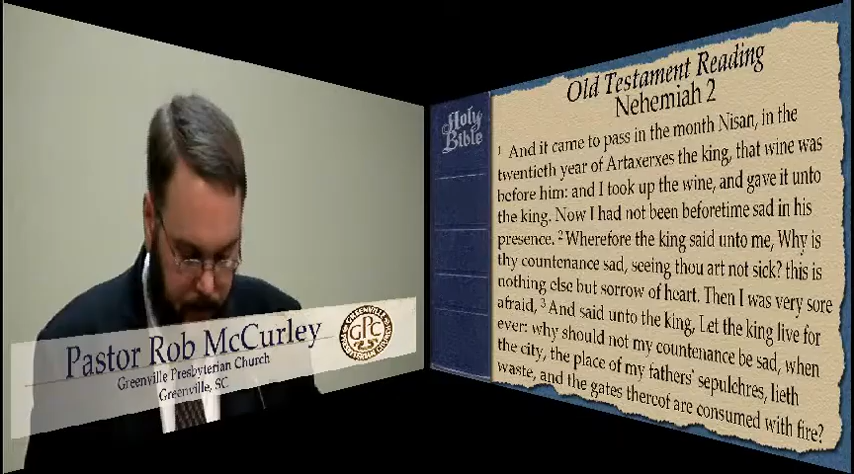 Pastor Rob McCurley
Greenville Presbyterian Church
Greenville, SC
GREENVILLE
GPC
PRESBYTERIAN CHURCH
Holy
Bible
Old Testament Reading
Nehemiah 2
1 And it came to pass in the month Nisan, in the
twentieth year of Artaxerxes the king, that wine was
before him: and I took up the wine, and gave it unto
the king. Now I had not been beforetime sad in his
presence. 2 Wherefore the king said unto me, Why is
thy countenance sad, seeing thou art not sick? this is
nothing else but sorrow of heart. Then I was very sore
afraid, 3 And said unto the king, Let the king live for
ever: why should not my countenance be sad, when
the city, the place of my fathers' sepulchres, lieth
waste, and the gates thereof are consumed with fire?